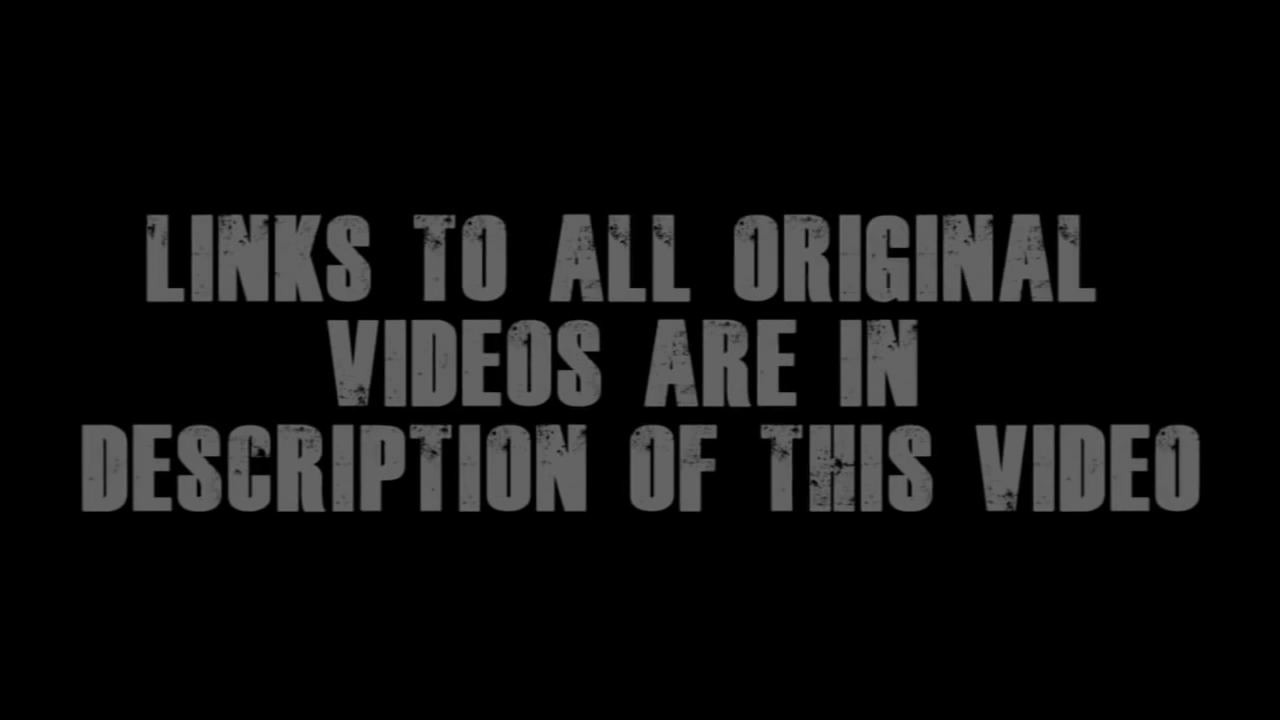 LINKS TO ALL ORIGINAL
VIDEOS ARE IN
DESCRIPTION OF THIS VIDEO